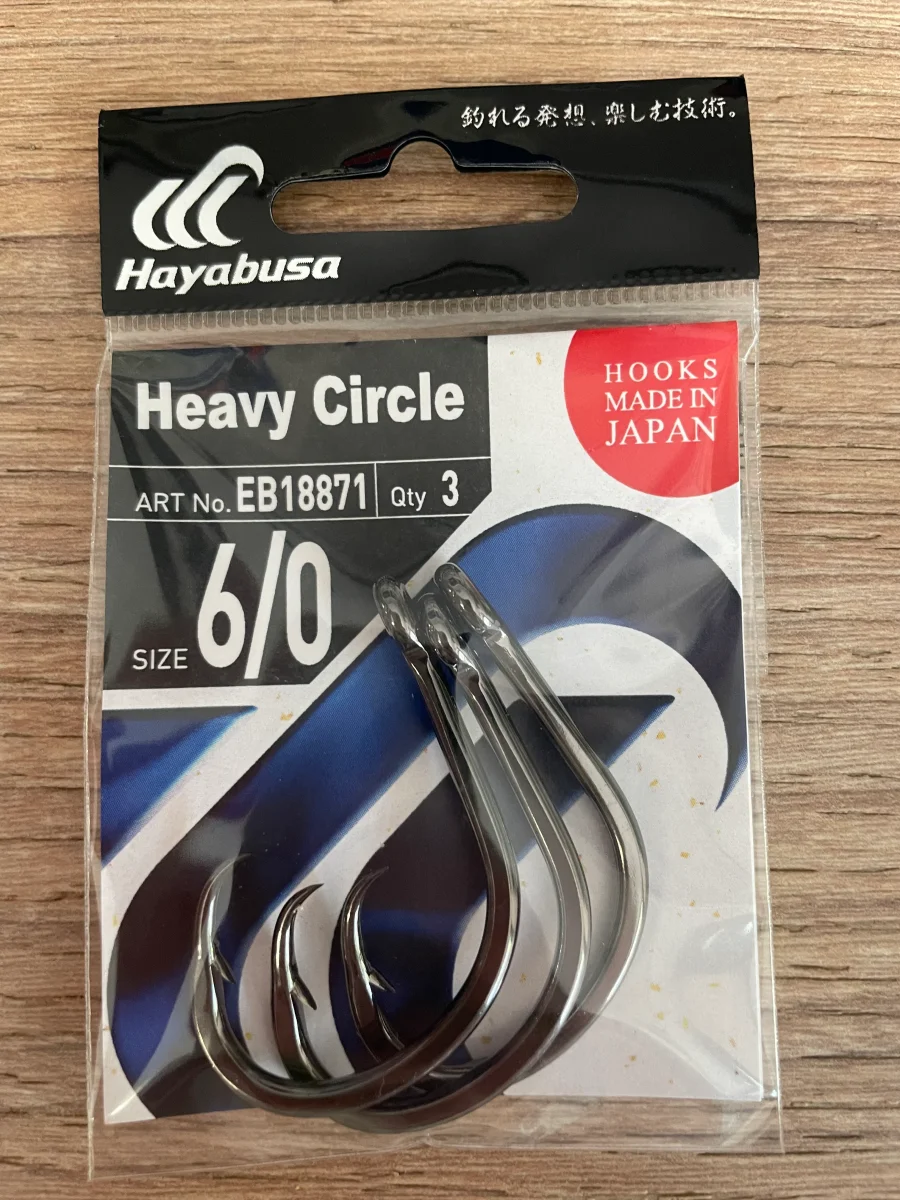 釣れる発想、楽しむ技術。
Hayabusa
HOOKS
MADE IN
JAPAN
Heavy Circle
ART No. EB18871 Qty 3
SIZE 6/0